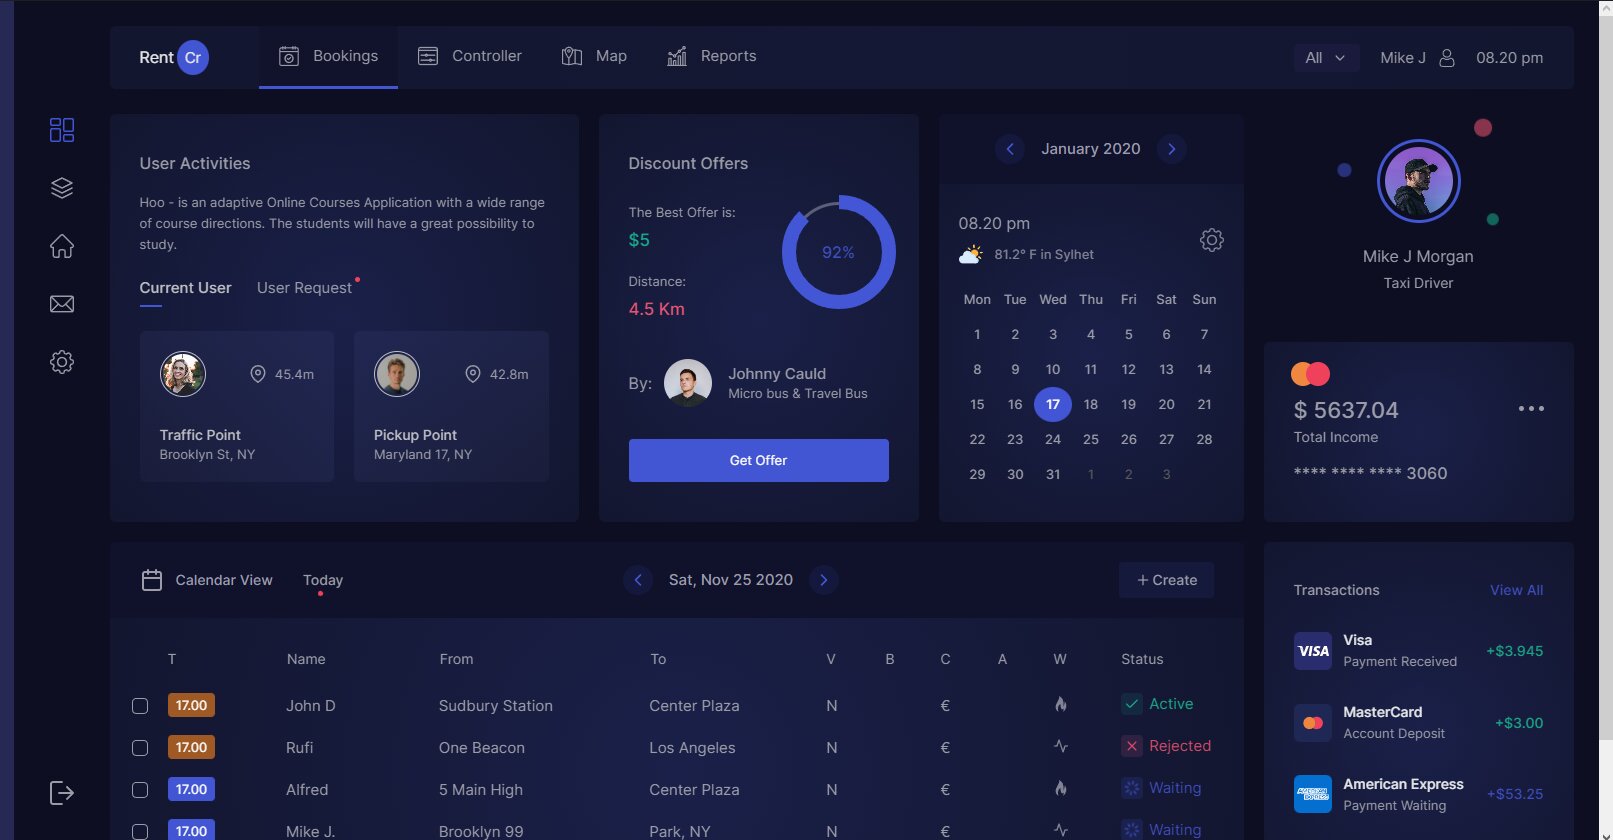 Rent Cr
Bookings
Controller
Map
Reports
All
Mike J
08.20 pm
User Activities
Hoo - is an adaptive Online Courses Application with a wide range
of course directions. The students will have a great possibility to
study.
Current User
User Request
45.4m
Traffic Point
Brooklyn St, NY
42.8m
Pickup Point
Maryland 17, NY
Discount Offers
The Best Offer is:
$5
Distance:
4.5 Km
92%
By:
Johnny Cauld
Micro bus & Travel Bus
Get Offer
January 2020
08.20 pm
81.2° F in Sylhet
Mon Tue Wed Thu Fri Sat Sun
1 2 3 4 5 6 7
8 9 10 11 12 13 14
15 16 17 18 19 20 21
22 23 24 25 26 27 28
29 30 31 1 2 3
Mike J Morgan
Taxi Driver
$ 5637.04
Total Income
**** **** **** 3060
Calendar View
Today
Sat, Nov 25 2020
+ Create
T Name From To V B C A W Status
17.00 John D Sudbury Station Center Plaza N € Active
17.00 Rufi One Beacon Los Angeles N € Rejected
17.00 Alfred 5 Main High Center Plaza N € Waiting
17.00 Mike J. Brooklyn 99 Park, NY N € Waiting
Transactions
View All
VISA
Visa
Payment Received
+$3.945
MasterCard
Account Deposit
+$3.00
AMERICAN
EXPRESS
American Express
Payment Waiting
+$53.25